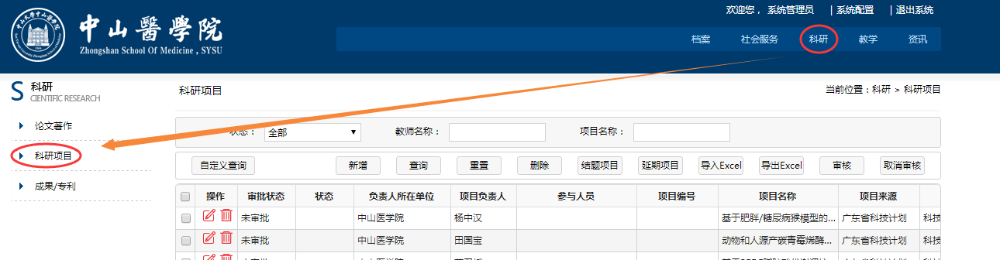 欢迎您， 系统管理员 | 系统配置 | 退出系统
中山醫學院
Zhongshan School Of Medicine , SYSU
档案 社会服务 科研 教学 资讯
S 科研
CIENTIFIC RESEARCH
论文著作
科研项目
成果/专利
科研项目
当前位置：科研 > 科研项目
状态： 全部 教师名称： 项目名称：
自定义查询 新增 查询 重置 删除 结题项目 延期项目 导入Excel 导出Excel 审核 取消审核
操作 审批状态 状态 负责人所在单位 项目负责人 参与人员 项目编号 项目名称 项目来源
未审批 中山医学院 杨中汉 基于肥胖/糖尿病猴模型的... 广东省科技计划 科技
未审批 中山医学院 田国宝 动物和人源产碳青霉烯酶... 广东省科技计划 科技